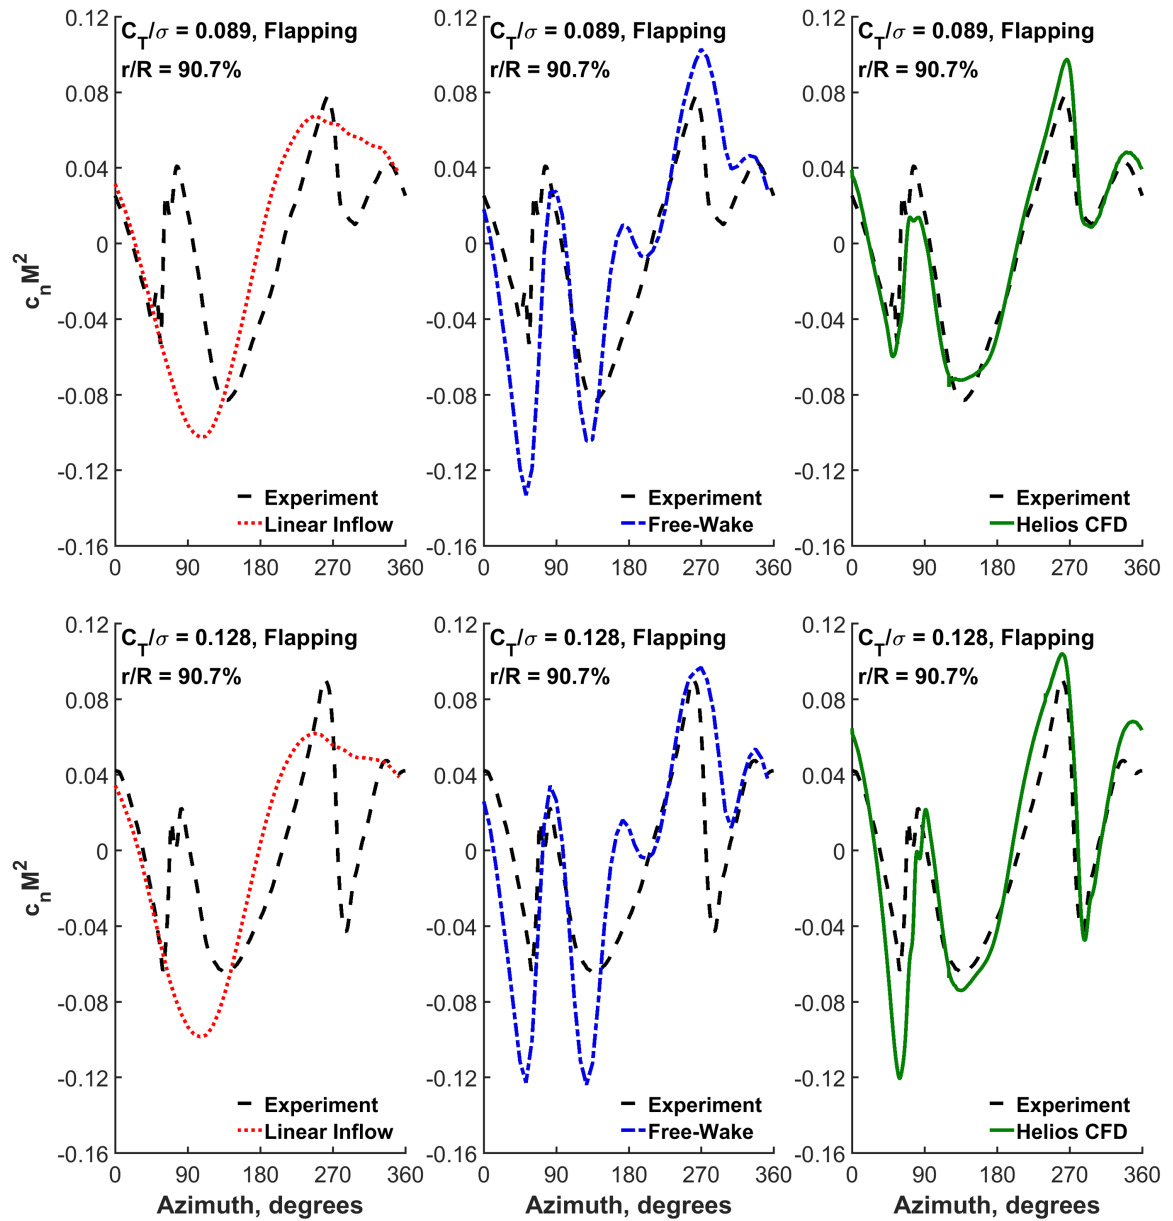 0.12
0.08
0.04
0
-0.04
-0.08
-0.12
-0.16
c_nM^2
C_T/σ = 0.089, Flapping
r/R = 90.7%
Experiment
Linear Inflow
0 90 180 270 360
0.12
0.08
0.04
0
-0.04
-0.08
-0.12
-0.16
C_T/σ = 0.089, Flapping
r/R = 90.7%
Experiment
Free-Wake
0 90 180 270 360
0.12
0.08
0.04
0
-0.04
-0.08
-0.12
-0.16
C_T/σ = 0.089, Flapping
r/R = 90.7%
Experiment
Helios CFD
0 90 180 270 360
0.12
0.08
0.04
0
-0.04
-0.08
-0.12
-0.16
c_nM^2
C_T/σ = 0.128, Flapping
r/R = 90.7%
Experiment
Linear Inflow
0 90 180 270 360
Azimuth, degrees
0.12
0.08
0.04
0
-0.04
-0.08
-0.12
-0.16
C_T/σ = 0.128, Flapping
r/R = 90.7%
Experiment
Free-Wake
0 90 180 270 360
Azimuth, degrees
0.12
0.08
0.04
0
-0.04
-0.08
-0.12
-0.16
C_T/σ = 0.128, Flapping
r/R = 90.7%
Experiment
Helios CFD
0 90 180 270 360
Azimuth, degrees